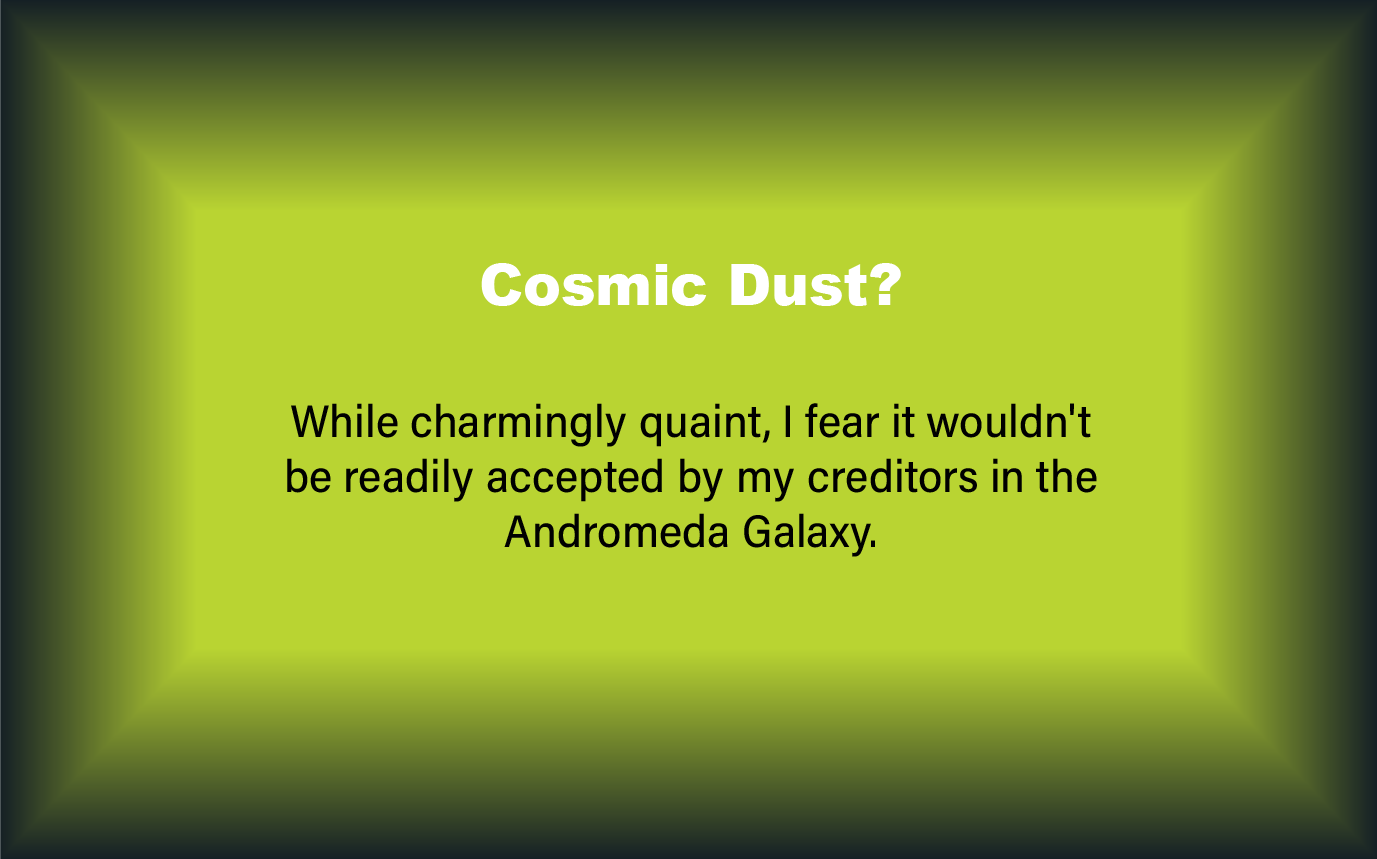 Cosmic Dust?
While charmingly quaint, I fear it wouldn't
be readily accepted by my creditors in the
Andromeda Galaxy.